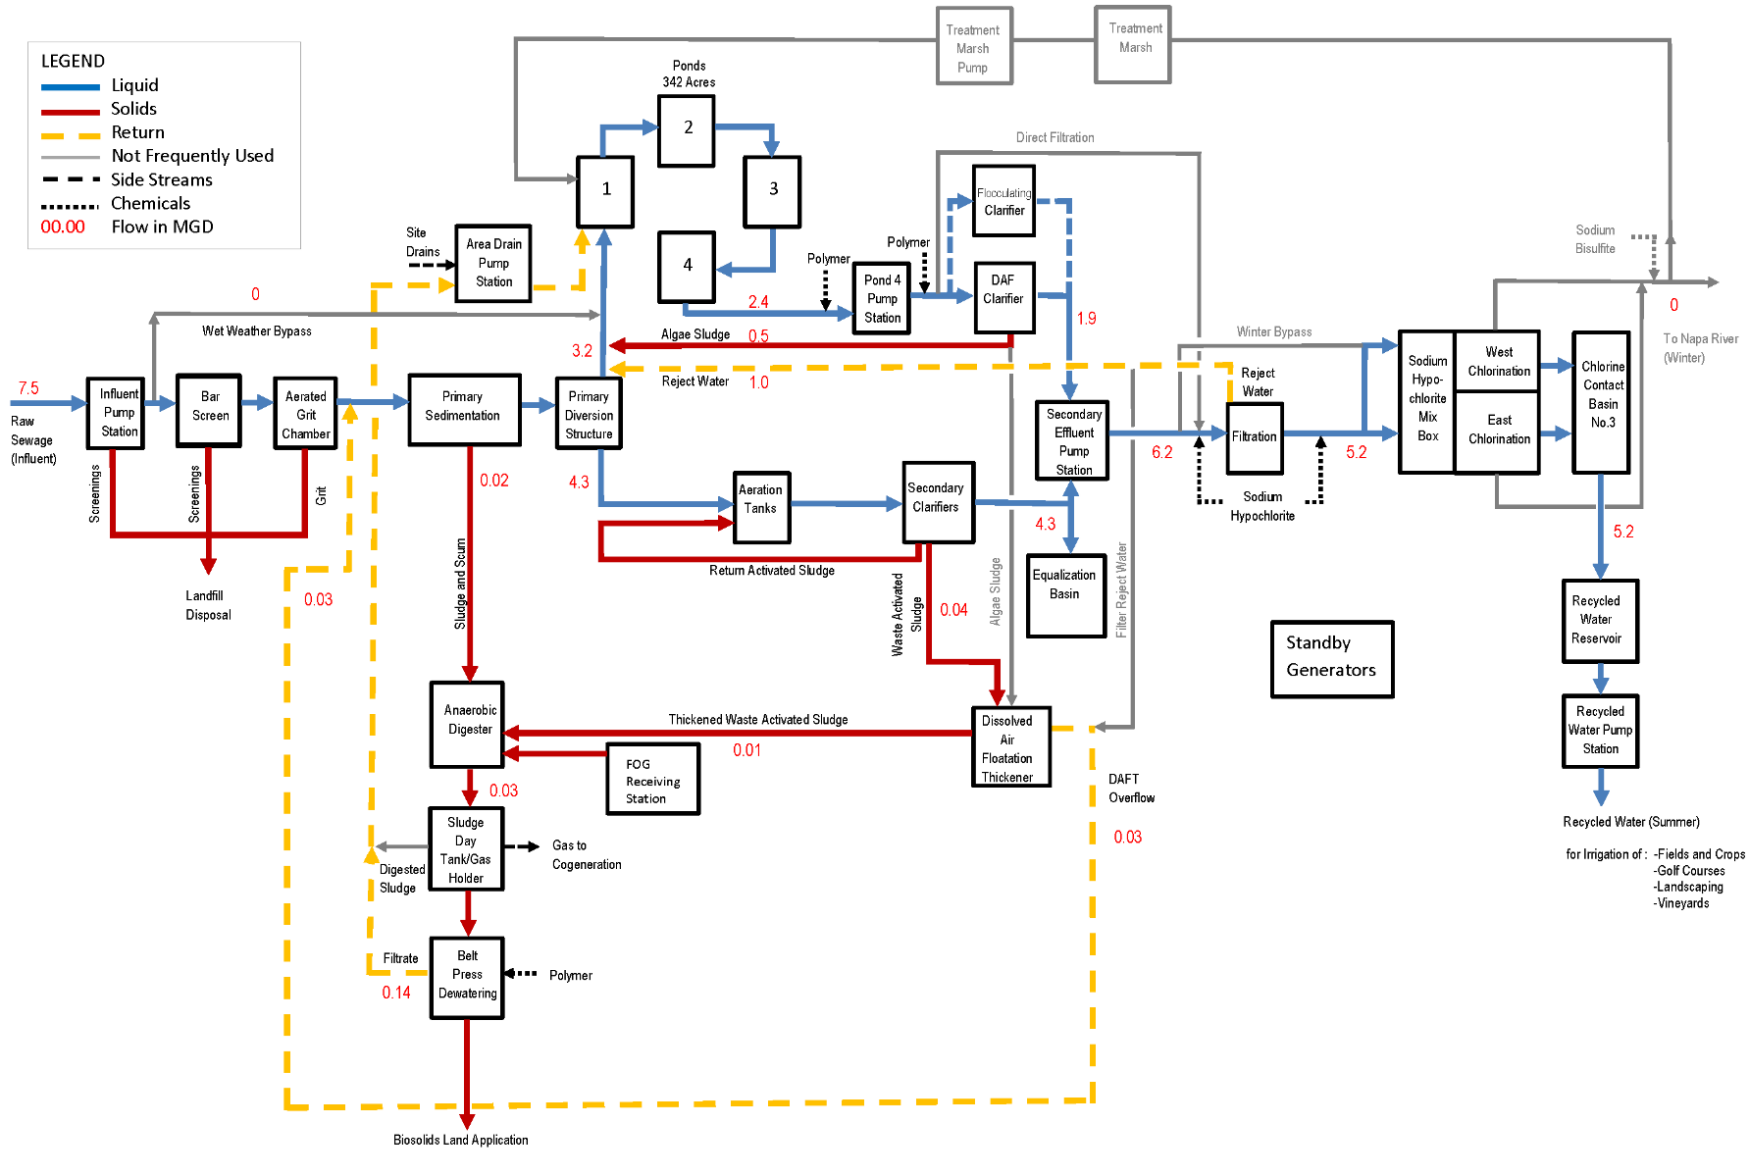 LEGEND
Liquid
Solids
Return
Not Frequently Used
Side Streams
Chemicals
00.00 Flow in MGD
Treatment
Marsh
Pump
Treatment
Marsh
Ponds
342 Acres
1
2
3
4
Direct Filtration
Flocculating
Clarifier
Site
Drains
Area Drain
Pump
Station
Polymer
Polymer
Pond 4
Pump
Station
DAF
Clarifier
Sodium
Bisulfite
0
Wet Weather Bypass
2.4
Algae Sludge
0.5
1.9
3.2
Reject Water
1.0
Winter Bypass
0
To Napa River
(Winter)
7.5
Raw
Sewage
(Influent)
Influent
Pump
Station
Bar
Screen
Aerated
Grit
Chamber
Primary
Sedimentation
Primary
Diversion
Structure
Secondary
Effluent
Pump
Station
Reject
Water
Filtration
Sodium
Hypo-
chlorite
Mix
Box
West
Chlorination
East
Chlorination
Chlorine
Contact
Basin
No.3
6.2
5.2
Sodium
Hypochlorite
Screenings
Screenings
Grit
0.02
4.3
Aeration
Tanks
Secondary
Clarifiers
4.3
5.2
Return Activated Sludge
Equalization
Basin
Landfill
Disposal
0.03
Sludge and Scum
Waste Activated
Sludge
0.04
Algae Sludge
Filter Reject Water
Standby
Generators
Recycled
Water
Reservoir
Anaerobic
Digester
Thickened Waste Activated Sludge
0.01
Dissolved
Air
Floatation
Thickener
Recycled
Water Pump
Station
FOG
Receiving
Station
0.03
DAFT
Overflow
0.03
Sludge
Day
Tank/Gas
Holder
Gas to
Cogeneration
Digested
Sludge
Recycled Water (Summer)
for Irrigation of : -Fields and Crops
-Golf Courses
-Landscaping
-Vineyards
Filtrate
0.14
Belt
Press
Dewatering
Polymer
Biosolids Land Application